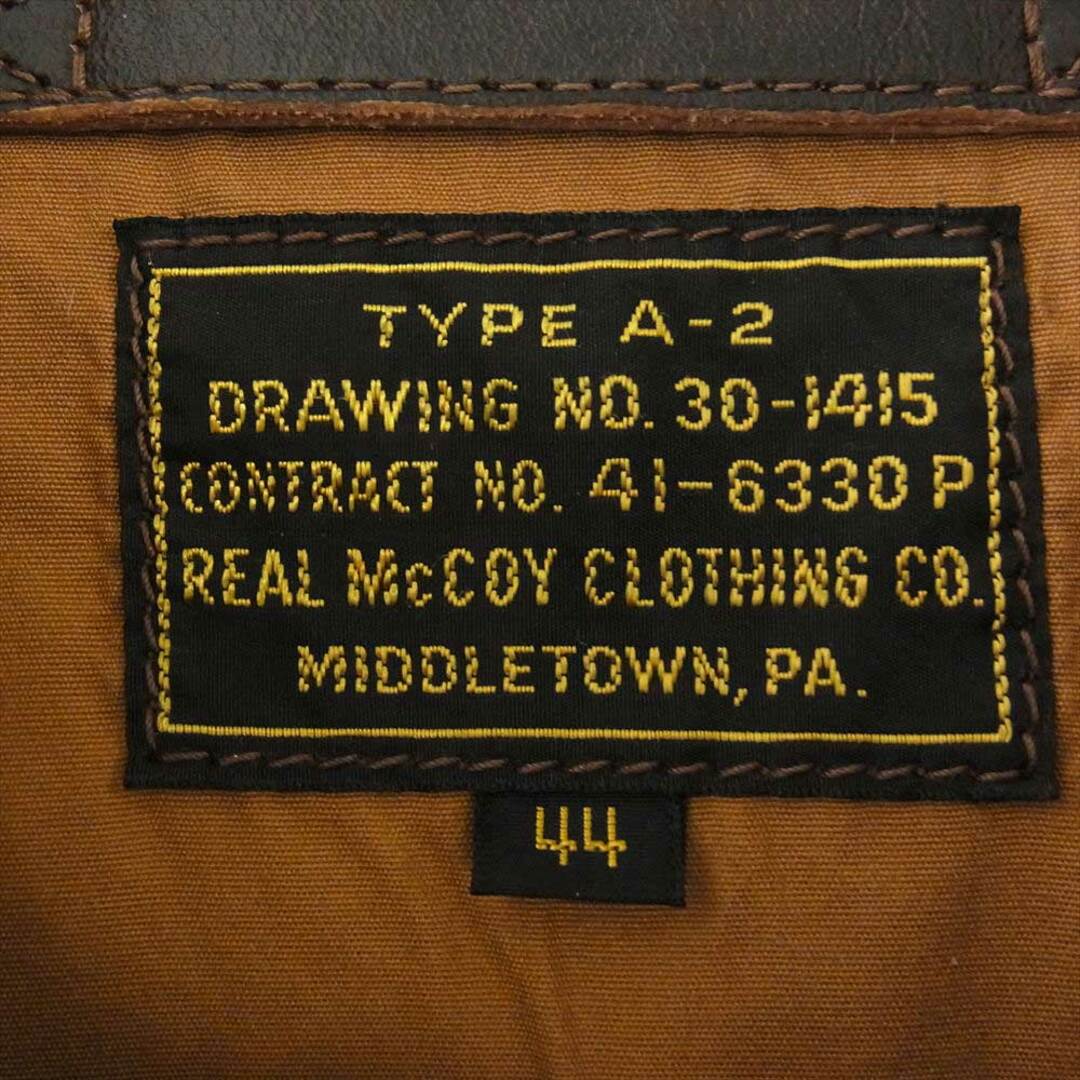 TYPE A-2
DRAWING NO. 30-1415
CONTRACT NO. 41-6330 P
REAL McCOY CLOTHING CO.
MIDDLETOWN, PA.
44